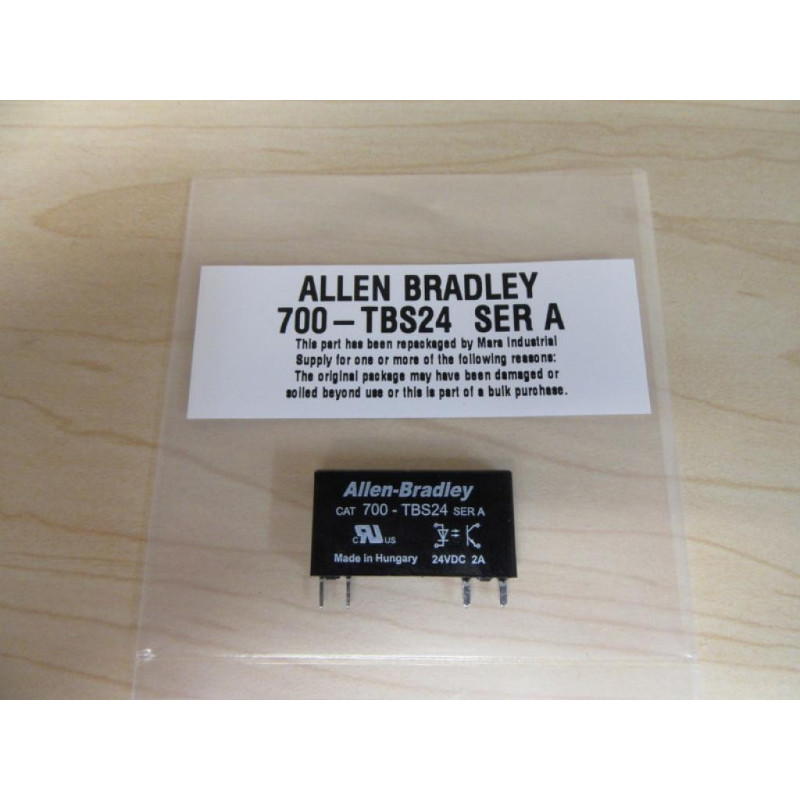 ALLEN BRADLEY
700-TBS24 SER A
This part has been repackaged by Mara Industrial
Supply for one or more of the following reasons:
The original package may have been damaged or
soiled beyond use or this is part of a bulk purchase.
Allen-Bradley
CAT 700 - TBS24 SER A
c RU US
Made in Hungary 24VDC 2A